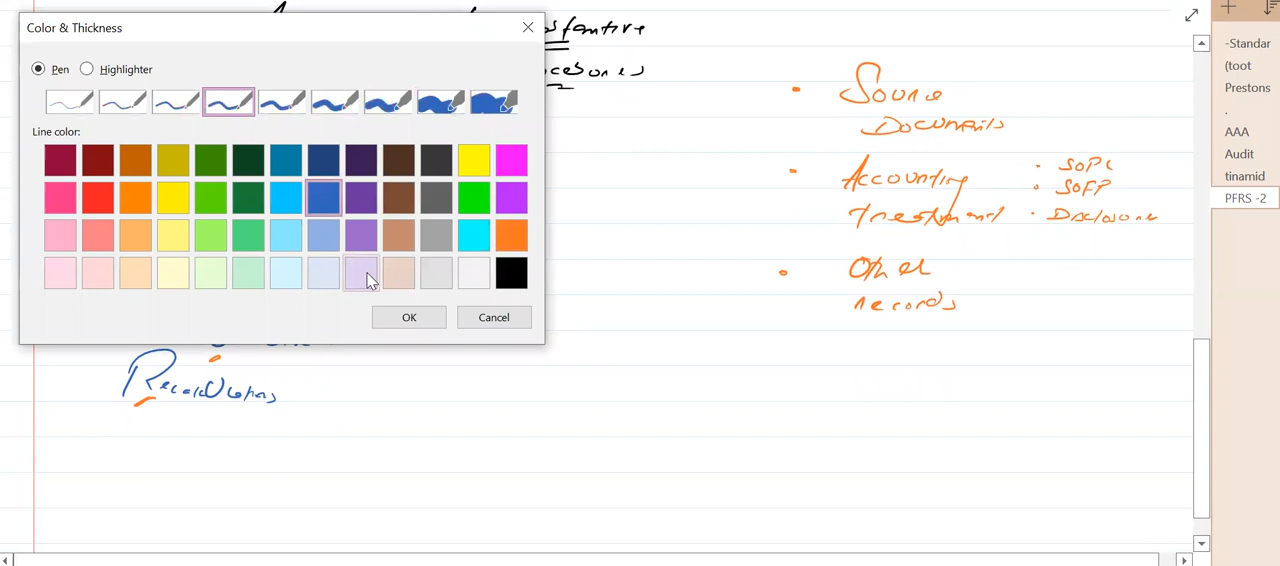 Color & Thickness
Pen
Highlighter
Line color:
OK
Cancel
Source
Documents
Accounting
Treatment
SOPL
SOFP
Disclosure
Other
records
-Standar
(toot
Prestons
.
AAA
Audit
tinamid
PFRS -2